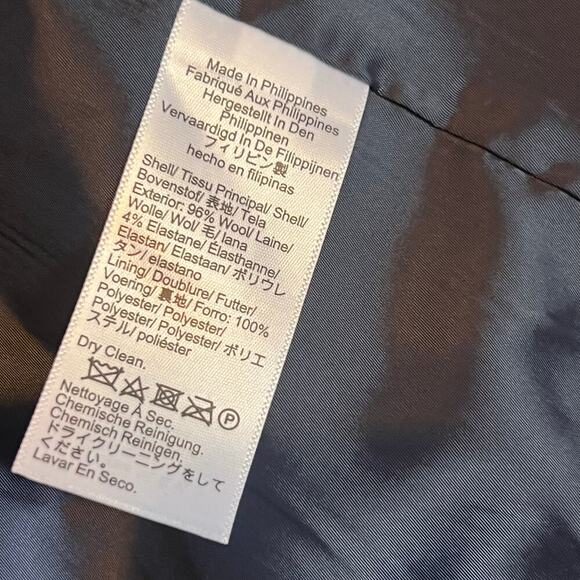 Made In Philippines
Fabriqué Aux Philippines
Hergestellt In Den
Philippinen
Vervaardigd In De Filippijnen
フィリピン製
hecho en filipinas
Shell/ Tissu Principal/ Shell/
Bovenstof/ 表地/ Tela
Exterior: 96% Wool/ Laine/
Wolle/ Wol/ 毛/ lana
4% Elastane/ Élasthanne/
Elastan/ Elastaan/ ポリウレ
タン/ elastano
Lining/ Doublure/ Futter/
Voering/ 裏地/ Forro: 100%
Polyester/ Polyester/
Polyester/ Polyester/ ポリエ
ステル/ poliéster
Dry Clean.
P
Nettoyage À Sec.
Chemische Reinigung.
Chemisch Reinigen.
ドライクリーニングをして
ください。
Lavar En Seco.